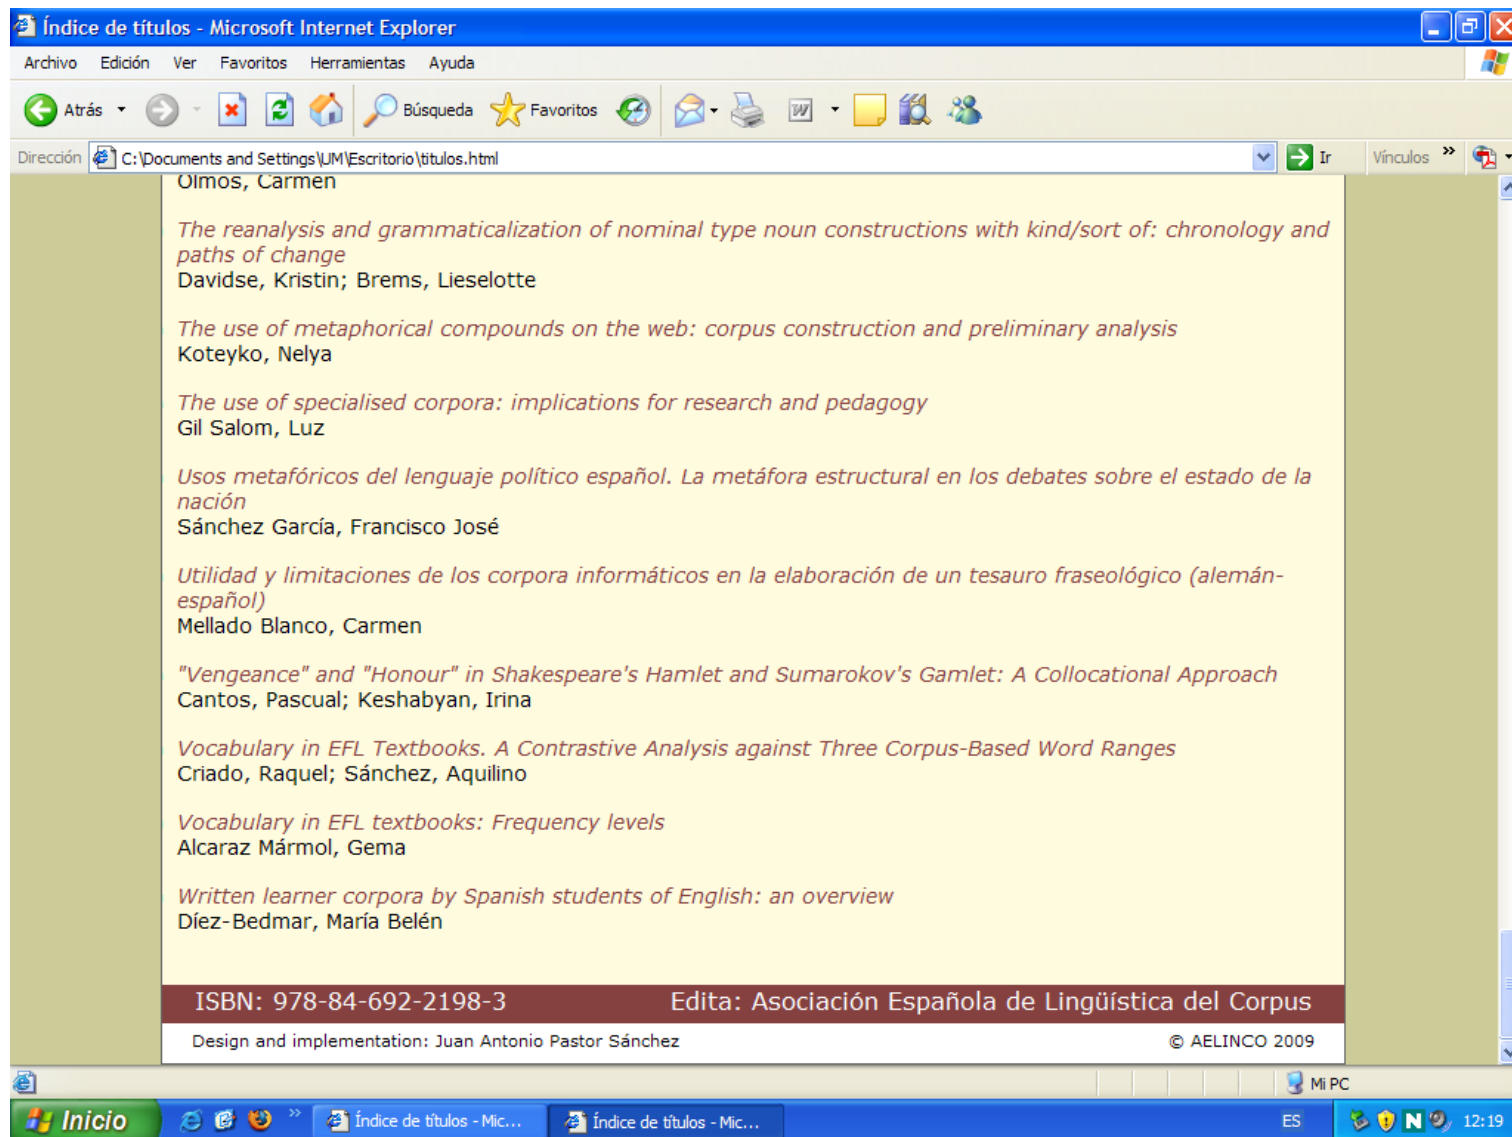 Índice de títulos - Microsoft Internet Explorer
Archivo Edición Ver Favoritos Herramientas Ayuda
Atrás Búsqueda Favoritos
Dirección C:\Documents and Settings\UM\Escritorio\titulos.html Ir Vínculos »
Olmos, Carmen
The reanalysis and grammaticalization of nominal type noun constructions with kind/sort of: chronology and
paths of change
Davidse, Kristin; Brems, Lieselotte
The use of metaphorical compounds on the web: corpus construction and preliminary analysis
Koteyko, Nelya
The use of specialised corpora: implications for research and pedagogy
Gil Salom, Luz
Usos metafóricos del lenguaje político español. La metáfora estructural en los debates sobre el estado de la
nación
Sánchez García, Francisco José
Utilidad y limitaciones de los corpora informáticos en la elaboración de un tesauro fraseológico (alemán-
español)
Mellado Blanco, Carmen
"Vengeance" and "Honour" in Shakespeare's Hamlet and Sumarokov's Gamlet: A Collocational Approach
Cantos, Pascual; Keshabyan, Irina
Vocabulary in EFL Textbooks. A Contrastive Analysis against Three Corpus-Based Word Ranges
Criado, Raquel; Sánchez, Aquilino
Vocabulary in EFL textbooks: Frequency levels
Alcaraz Mármol, Gema
Written learner corpora by Spanish students of English: an overview
Díez-Bedmar, María Belén
ISBN: 978-84-692-2198-3 Edita: Asociación Española de Lingüística del Corpus
Design and implementation: Juan Antonio Pastor Sánchez © AELINCO 2009
Mi PC
Inicio » Índice de títulos - Mic... Índice de títulos - Mic... ES N 12:19